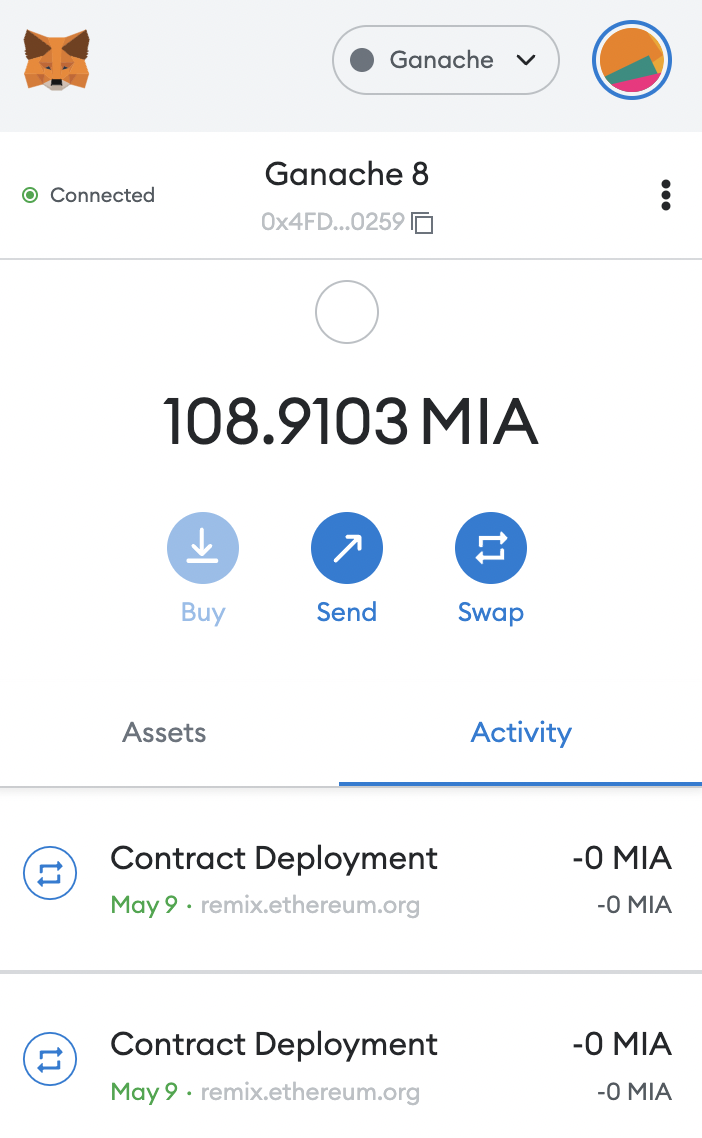 Ganache
Connected
Ganache 8
0x4FD...0259
108.9103 MIA
Buy
Send
Swap
Assets
Activity
Contract Deployment
-0 MIA
May 9 · remix.ethereum.org
-0 MIA
Contract Deployment
-0 MIA
May 9 · remix.ethereum.org
-0 MIA